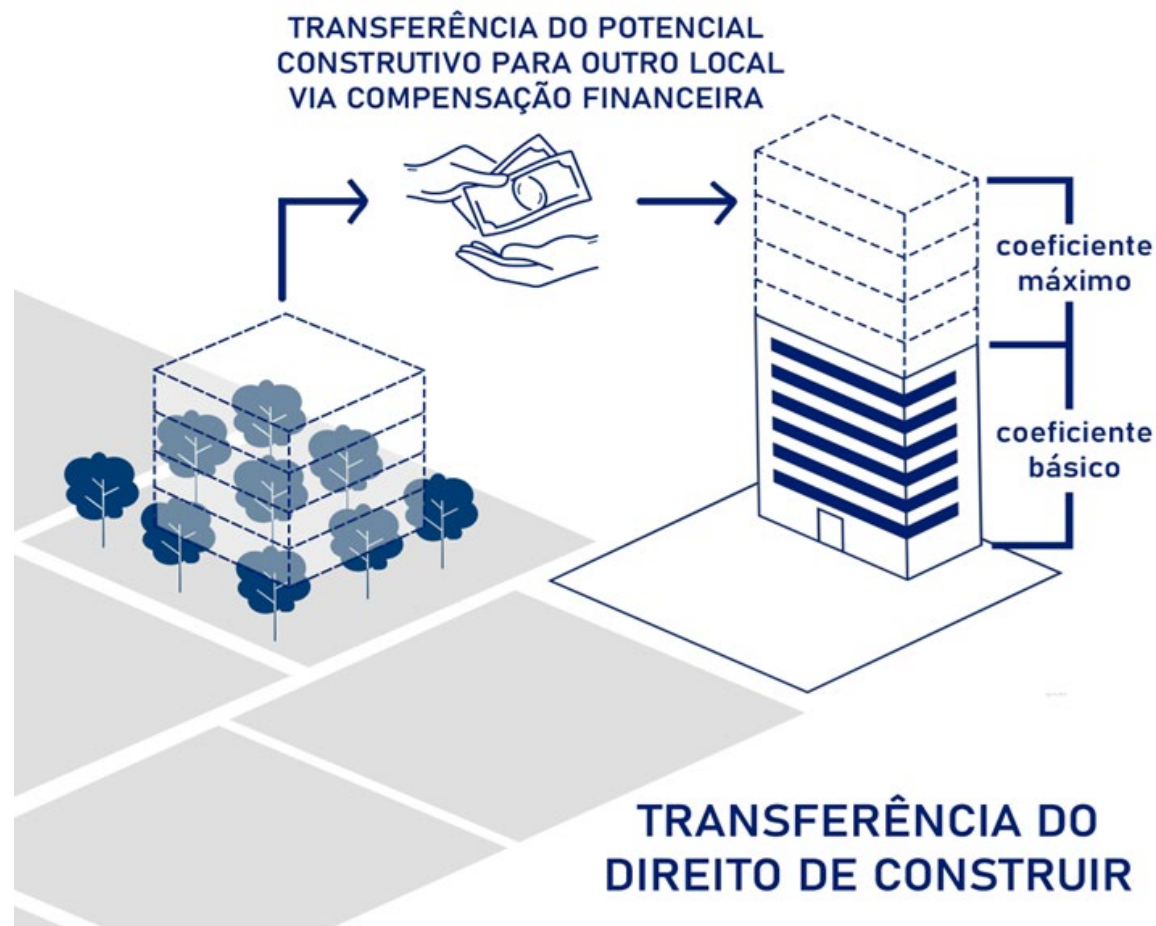 TRANSFERÊNCIA DO POTENCIAL
CONSTRUTIVO PARA OUTRO LOCAL
VIA COMPENSAÇÃO FINANCEIRA
coeficiente
máximo
coeficiente
básico
TRANSFERÊNCIA DO
DIREITO DE CONSTRUIR